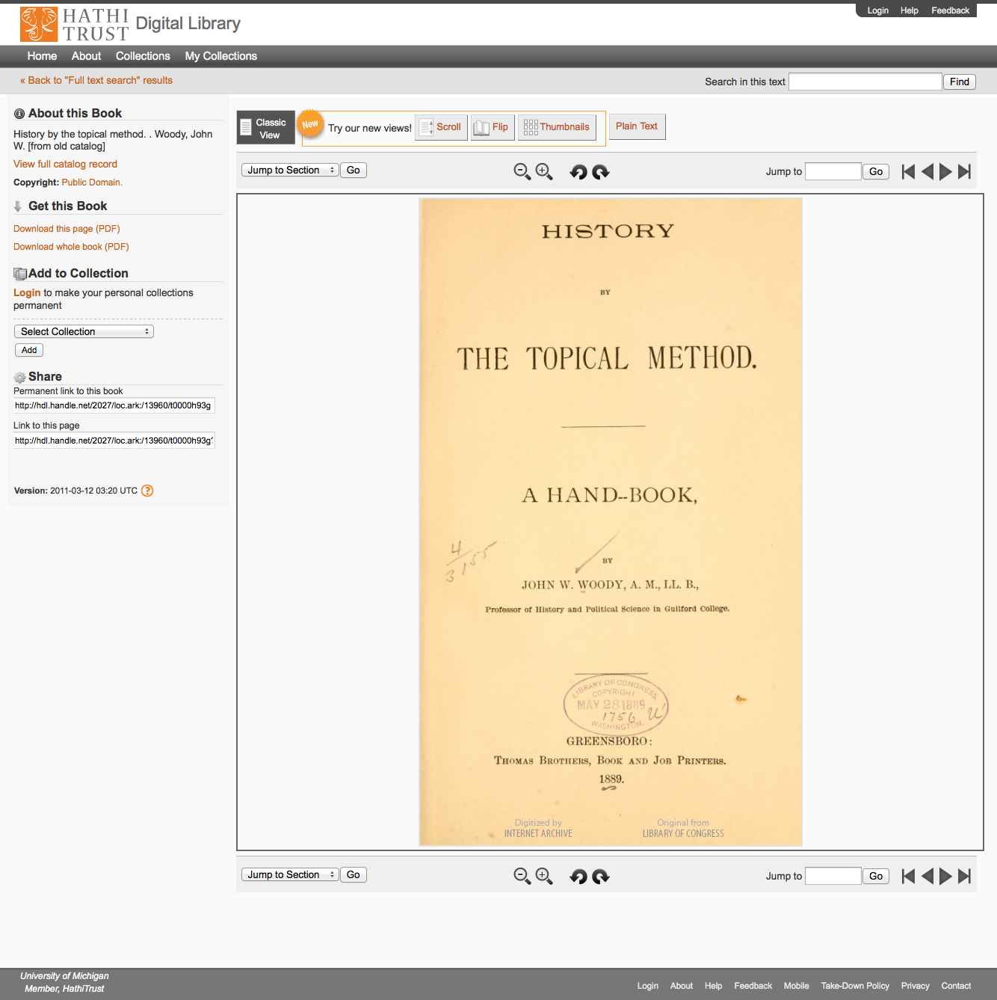 Login Help Feedback
HATHI
TRUST
Digital Library
Home About Collections My Collections
« Back to "Full text search" results
Search in this text Find
About this Book
History by the topical method. . Woody, John
W. [from old catalog]
View full catalog record
Copyright: Public Domain.
Get this Book
Download this page (PDF)
Download whole book (PDF)
Add to Collection
Login to make your personal collections
permanent
Select Collection
Add
Share
Permanent link to this book
http://hdl.handle.net/2027/loc.ark:/13960/t0000h93g
Link to this page
http://hdl.handle.net/2027/loc.ark:/13960/t0000h93g?
Version: 2011-03-12 03:20 UTC ?
Classic
View
New
Try our new views! Scroll Flip Thumbnails
Plain Text
Jump to Section Go
Jump to Go
HISTORY
BY
THE TOPICAL METHOD.
A HAND--BOOK,
4
3155
BY
JOHN W. WOODY, A. M., LL. B.,
Professor of History and Political Science in Guilford College.
LIBRARY OF CONGRESS,
COPYRIGHT
MAY 28 1889
1756 U'
WASHINGTON.
GREENSBORO:
THOMAS BROTHERS, BOOK AND JOB PRINTERS.
1889.
Digitized by
INTERNET ARCHIVE
Original from
LIBRARY OF CONGRESS
Jump to Section Go
Jump to Go
University of Michigan
Member, HathiTrust
Login About Help Feedback Mobile Take-Down Policy Privacy Contact